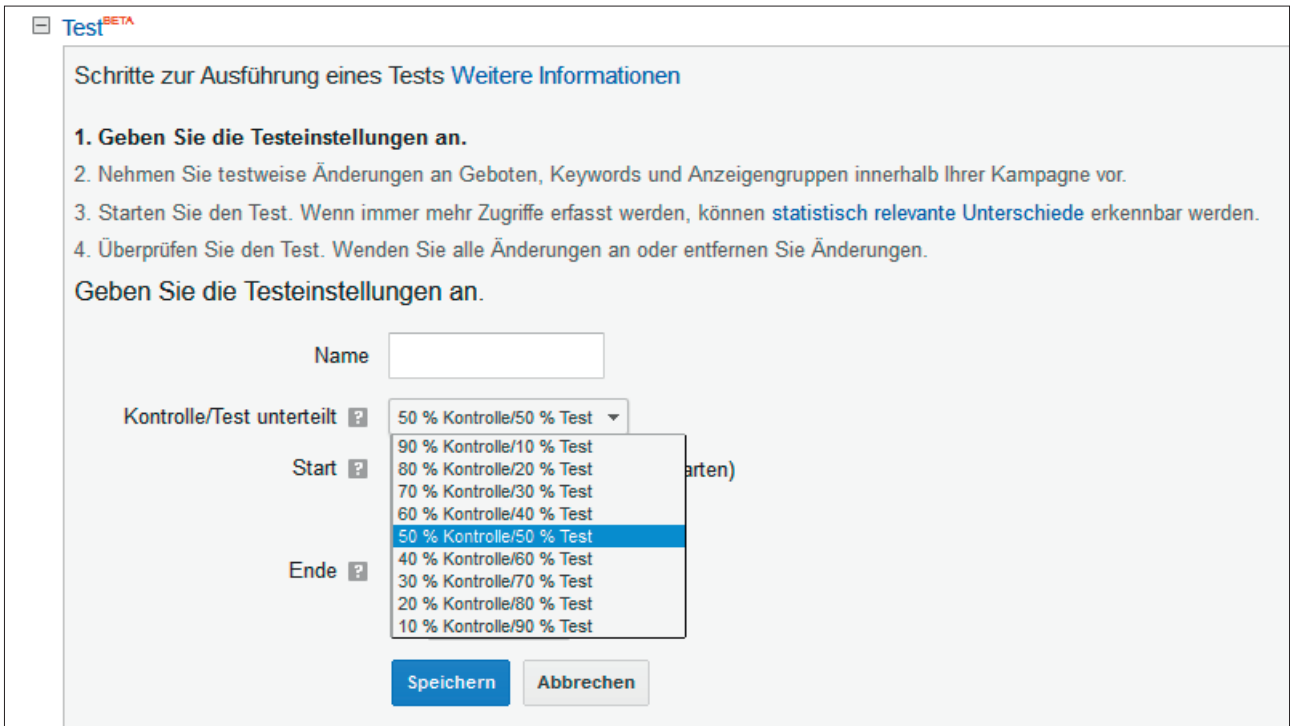 Test BETA
Schritte zur Ausführung eines Tests Weitere Informationen
1. Geben Sie die Testeinstellungen an.
2. Nehmen Sie testweise Änderungen an Geboten, Keywords und Anzeigengruppen innerhalb Ihrer Kampagne vor.
3. Starten Sie den Test. Wenn immer mehr Zugriffe erfasst werden, können statistisch relevante Unterschiede erkennbar werden.
4. Überprüfen Sie den Test. Wenden Sie alle Änderungen an oder entfernen Sie Änderungen.
Geben Sie die Testeinstellungen an.
Name
Kontrolle/Test unterteilt ? 50 % Kontrolle/50 % Test
90 % Kontrolle/10 % Test
Start ? 80 % Kontrolle/20 % Test arten)
70 % Kontrolle/30 % Test
60 % Kontrolle/40 % Test
50 % Kontrolle/50 % Test
40 % Kontrolle/60 % Test
Ende ? 30 % Kontrolle/70 % Test
20 % Kontrolle/80 % Test
10 % Kontrolle/90 % Test
Speichern Abbrechen